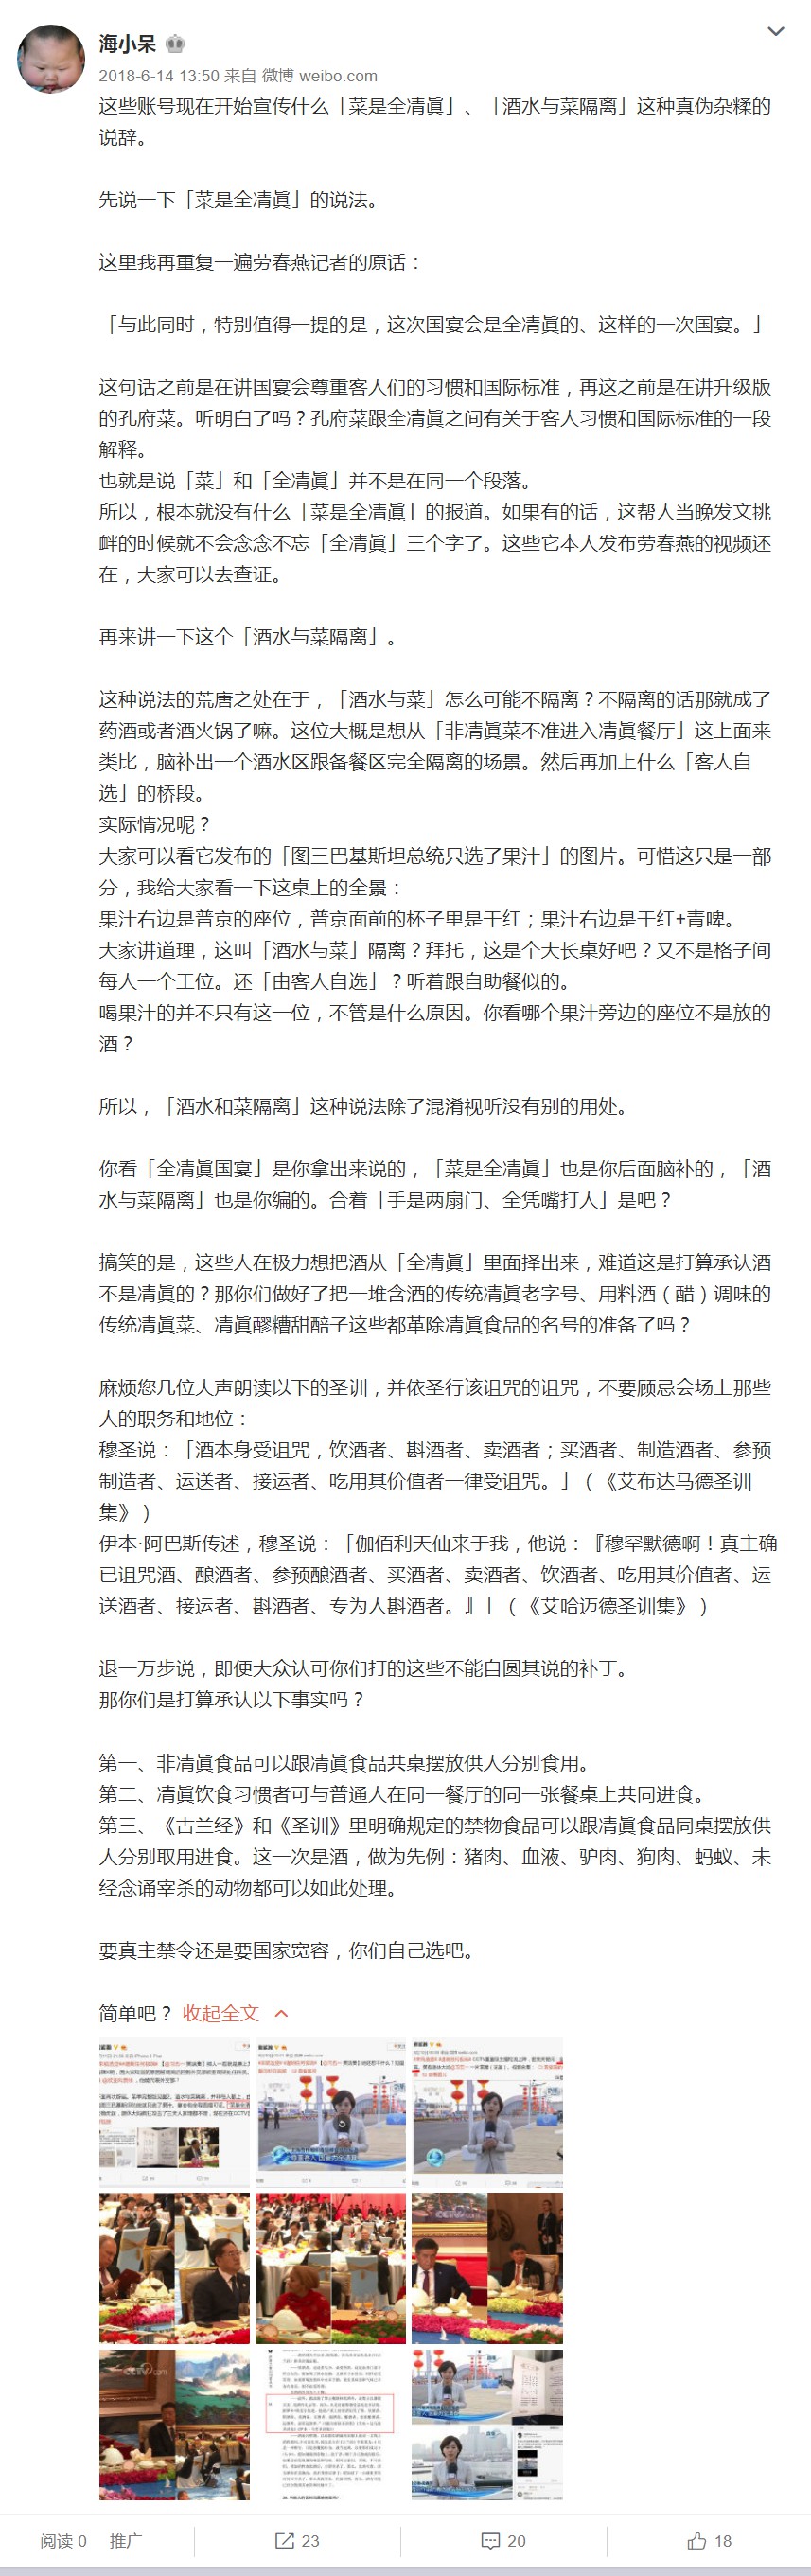 海小呆
2018-6-14 13:50 来自 微博 weibo.com
这些账号现在开始宣传什么「菜是全凊眞」、「酒水与菜隔离」这种真伪杂糅的
说辞。
先说一下「菜是全凊眞」的说法。
这里我再重复一遍劳春燕记者的原话：
「与此同时，特别值得一提的是，这次国宴会是全凊眞的、这样的一次国宴。」
这句话之前是在讲国宴会尊重客人们的习惯和国际标准，再这之前是在讲升级版
的孔府菜。听明白了吗？孔府菜跟全凊眞之间有关于客人习惯和国际标准的一段
解释。
也就是说「菜」和「全凊眞」并不是在同一个段落。
所以，根本就没有什么「菜是全凊眞」的报道。如果有的话，这帮人当晚发文挑
衅的时候就不会念念不忘「全凊眞」三个字了。这些它本人发布劳春燕的视频还
在，大家可以去查证。
再来讲一下这个「酒水与菜隔离」。
这种说法的荒唐之处在于，「酒水与菜」怎么可能不隔离？不隔离的话那就成了
药酒或者酒火锅了嘛。这位大概是想从「非凊眞菜不准进入凊眞餐厅」这上面来
类比，脑补出一个酒水区跟备餐区完全隔离的场景。然后再加上什么「客人自
选」的桥段。
实际情况呢？
大家可以看它发布的「图三巴基斯坦总统只选了果汁」的图片。可惜这只是一部
分，我给大家看一下这桌上的全景：
果汁右边是普京的座位，普京面前的杯子里是干红；果汁右边是干红+青啤。
大家讲道理，这叫「酒水与菜」隔离？拜托，这是个大长桌好吧？又不是格子间
每人一个工位。还「由客人自选」？听着跟自助餐似的。
喝果汁的并不只有这一位，不管是什么原因。你看哪个果汁旁边的座位不是放的
酒？
所以，「酒水和菜隔离」这种说法除了混淆视听没有别的用处。
你看「全凊眞国宴」是你拿出来说的，「菜是全凊眞」也是你后面脑补的，「酒
水与菜隔离」也是你编的。合着「手是两扇门、全凭嘴打人」是吧？
搞笑的是，这些人在极力想把酒从「全凊眞」里面择出来，难道这是打算承认酒
不是凊眞的？那你们做好了把一堆含酒的传统凊眞老字号、用料酒（醋）调味的
传统凊眞菜、凊眞醪糟甜醅子这些都革除凊眞食品的名号的准备了吗？
麻烦您几位大声朗读以下的圣训，并依圣行该诅咒的诅咒，不要顾忌会场上那些
人的职务和地位：
穆圣说：「酒本身受诅咒，饮酒者、斟酒者、卖酒者；买酒者、制造酒者、参预
制造者、运送者、接运者、吃用其价值者一律受诅咒。」（《艾布达马德圣训
集》）
伊本·阿巴斯传述，穆圣说：「伽佰利天仙来于我，他说：『穆罕默德啊！真主确
已诅咒酒、酿酒者、参预酿酒者、买酒者、卖酒者、饮酒者、吃用其价值者、运
送酒者、接运者、斟酒者、专为人斟酒者。』」（《艾哈迈德圣训集》）
退一万步说，即便大众认可你们打的这些不能自圆其说的补丁。
那你们是打算承认以下事实吗？
第一、非凊眞食品可以跟凊眞食品共桌摆放供人分别食用。
第二、凊眞饮食习惯者可与普通人在同一餐厅的同一张餐桌上共同进食。
第三、《古兰经》和《圣训》里明确规定的禁物食品可以跟凊眞食品同桌摆放供
人分别取用进食。这一次是酒，做为先例：猪肉、血液、驴肉、狗肉、蚂蚁、未
经念诵宰杀的动物都可以如此处理。
要真主禁令还是要国家宽容，你们自己选吧。
简单吧？ 收起全文
阅读 0 推广 23 20 18